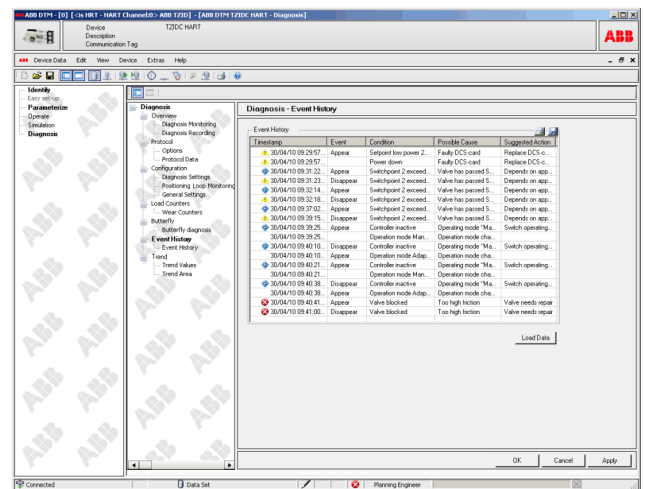 ABB DTM - [0] [<is HRT - HART Channel:0> ABB TZID] - [ABB DTM TZIDC HART - Diagnosis]
Device TZIDC HART
Description
Communication Tag
ABB
ABB Device Data Edit View Device Extras Help
Identify
Easy set-up
Parameterize
Operate
Simulation
Diagnosis
Diagnosis
Overview
Diagnosis Monitoring
Diagnosis Recording
Protocol
Options
Protocol Data
Configuration
Diagnosis Settings
Positioning Loop Monitoring
General Settings
Load Counters
Wear Counters
Butterfly
Butterfly diagnosis
Event History
Event History
Trend
Trend Values
Trend Area
Diagnosis - Event History
Event History
Timestamp Event Condition Possible Cause Suggested Action
30/04/10 09:29:57... Appear Setpoint low power 2... Faulty DCS-card Replace DCS-c...
30/04/10 09:29:57... Power down Faulty DCS-card Replace DCS-c...
30/04/10 09:31:22... Appear Switchpoint 2 exceed... Valve has passed S... Depends on app...
30/04/10 09:31:23... Disappear Switchpoint 2 exceed... Valve has passed S... Depends on app...
30/04/10 09:32:14... Appear Switchpoint 2 exceed... Valve has passed S... Depends on app...
30/04/10 09:32:18... Disappear Switchpoint 2 exceed... Valve has passed S... Depends on app...
30/04/10 09:37:02... Appear Switchpoint 2 exceed... Valve has passed S... Depends on app...
30/04/10 09:39:15... Disappear Switchpoint 2 exceed... Valve has passed S... Depends on app...
30/04/10 09:39:25... Appear Controller inactive Operating mode "Ma... Switch operating...
30/04/10 09:39:25... Operation mode Man... Operation mode cha...
30/04/10 09:40:10... Disappear Controller inactive Operating mode "Ma... Switch operating...
30/04/10 09:40:10... Appear Operation mode Adap... Operation mode cha...
30/04/10 09:40:21... Appear Controller inactive Operating mode "Ma... Switch operating...
30/04/10 09:40:21... Operation mode Man... Operation mode cha...
30/04/10 09:40:38... Disappear Controller inactive Operating mode "Ma... Switch operating...
30/04/10 09:40:38... Appear Operation mode Adap... Operation mode cha...
30/04/10 09:40:41... Appear Valve blocked Too high friction Valve needs repair
30/04/10 09:41:00... Disappear Valve blocked Too high friction Valve needs repair
Load Data
OK Cancel Apply
Connected Data Set Planning Engineer